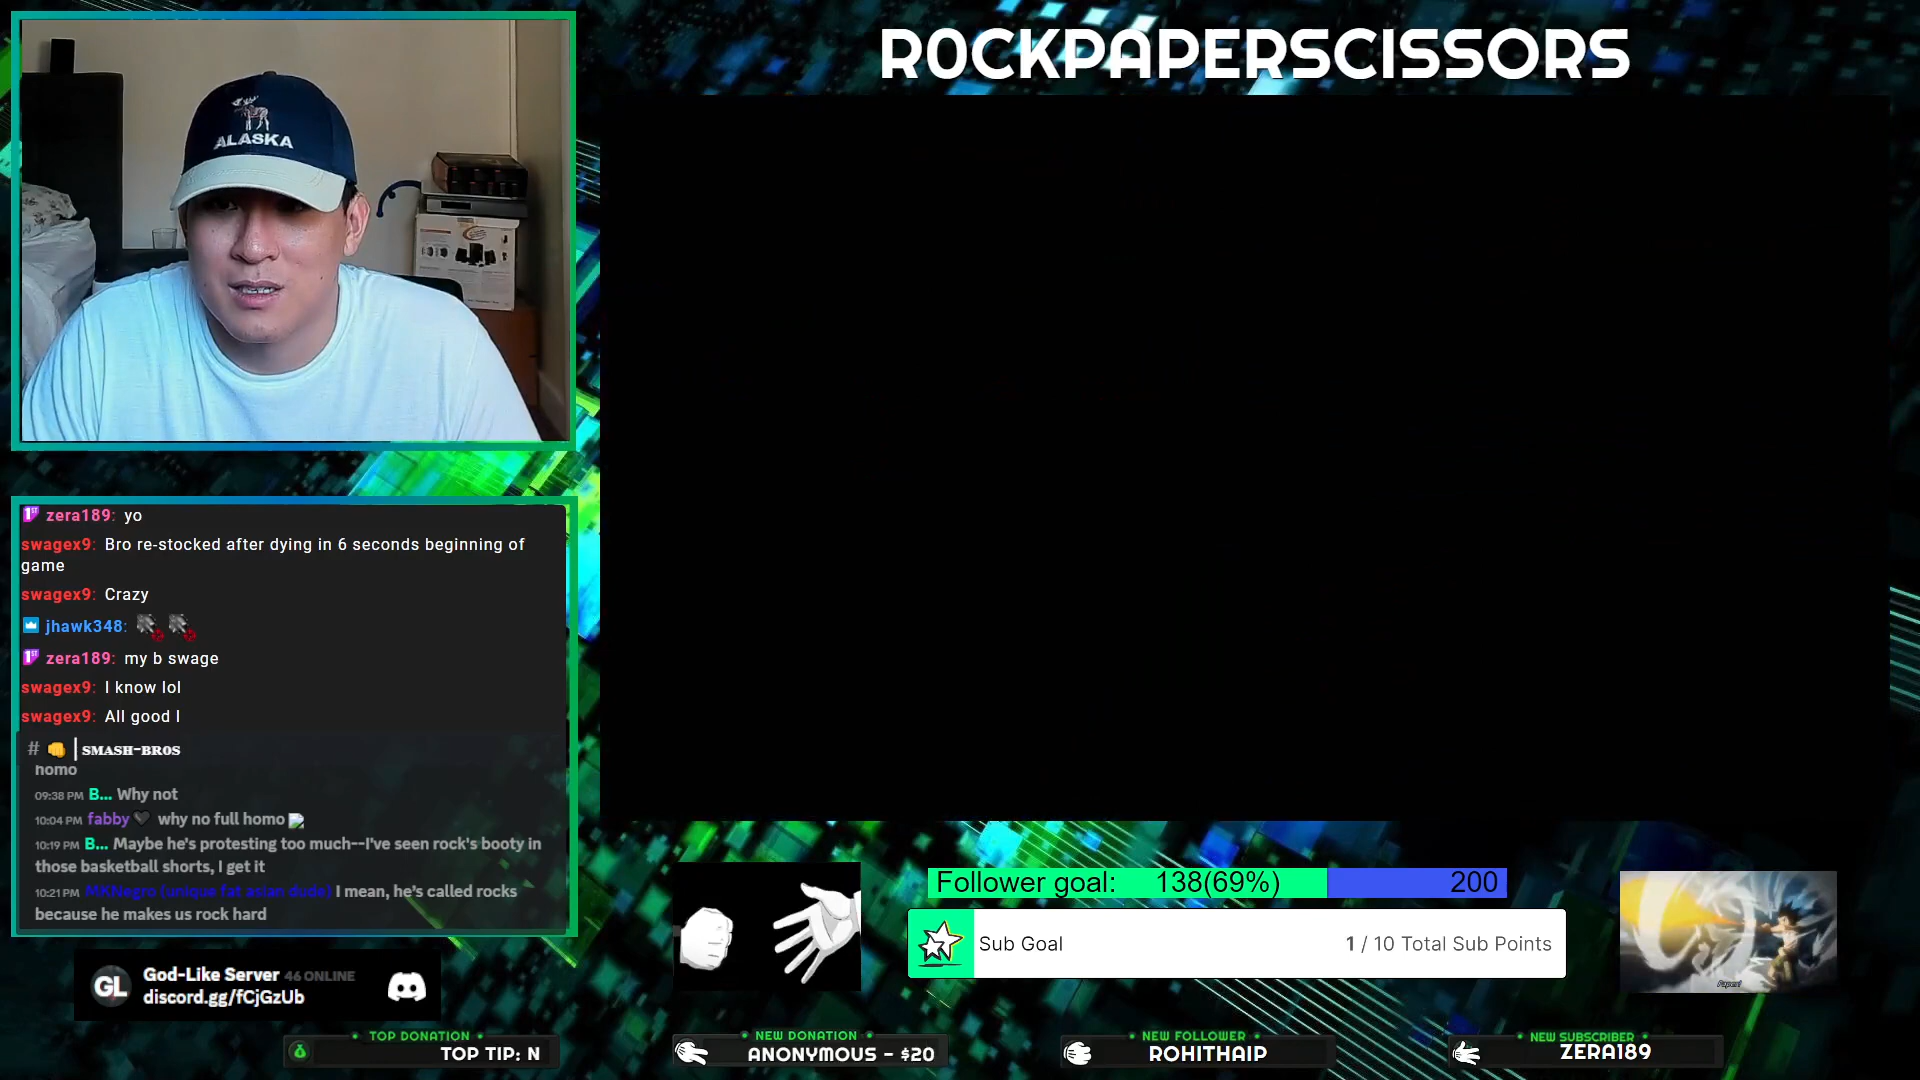 R0CKPAPERSCISSORS
ALASKA
zera189: yo
swagex9: Bro re-stocked after dying in 6 seconds beginning of
game
swagex9: Crazy
jhawk348:
zera189: my b swage
swagex9: I know lol
swagex9: All good l
# 👊 | SMASH-BROS
homo
09:38 PM B... Why not
10:04 PM fabby🖤 why no full homo
10:19 PM B... Maybe he's protesting too much--I've seen rock's booty in
those basketball shorts, I get it
10:21 PM MKNegro (unique fat asian dude) I mean, he's called rocks
because he makes us rock hard
GL
God-Like Server 46 ONLINE
discord.gg/fCjGzUb
Follower goal: 138(69%) 200
Sub Goal 1 / 10 Total Sub Points
Paper!
TOP DONATION
TOP TIP: N
NEW DONATION
ANONYMOUS - $20
NEW FOLLOWER
ROHITHAIP
NEW SUBSCRIBER
ZERA189